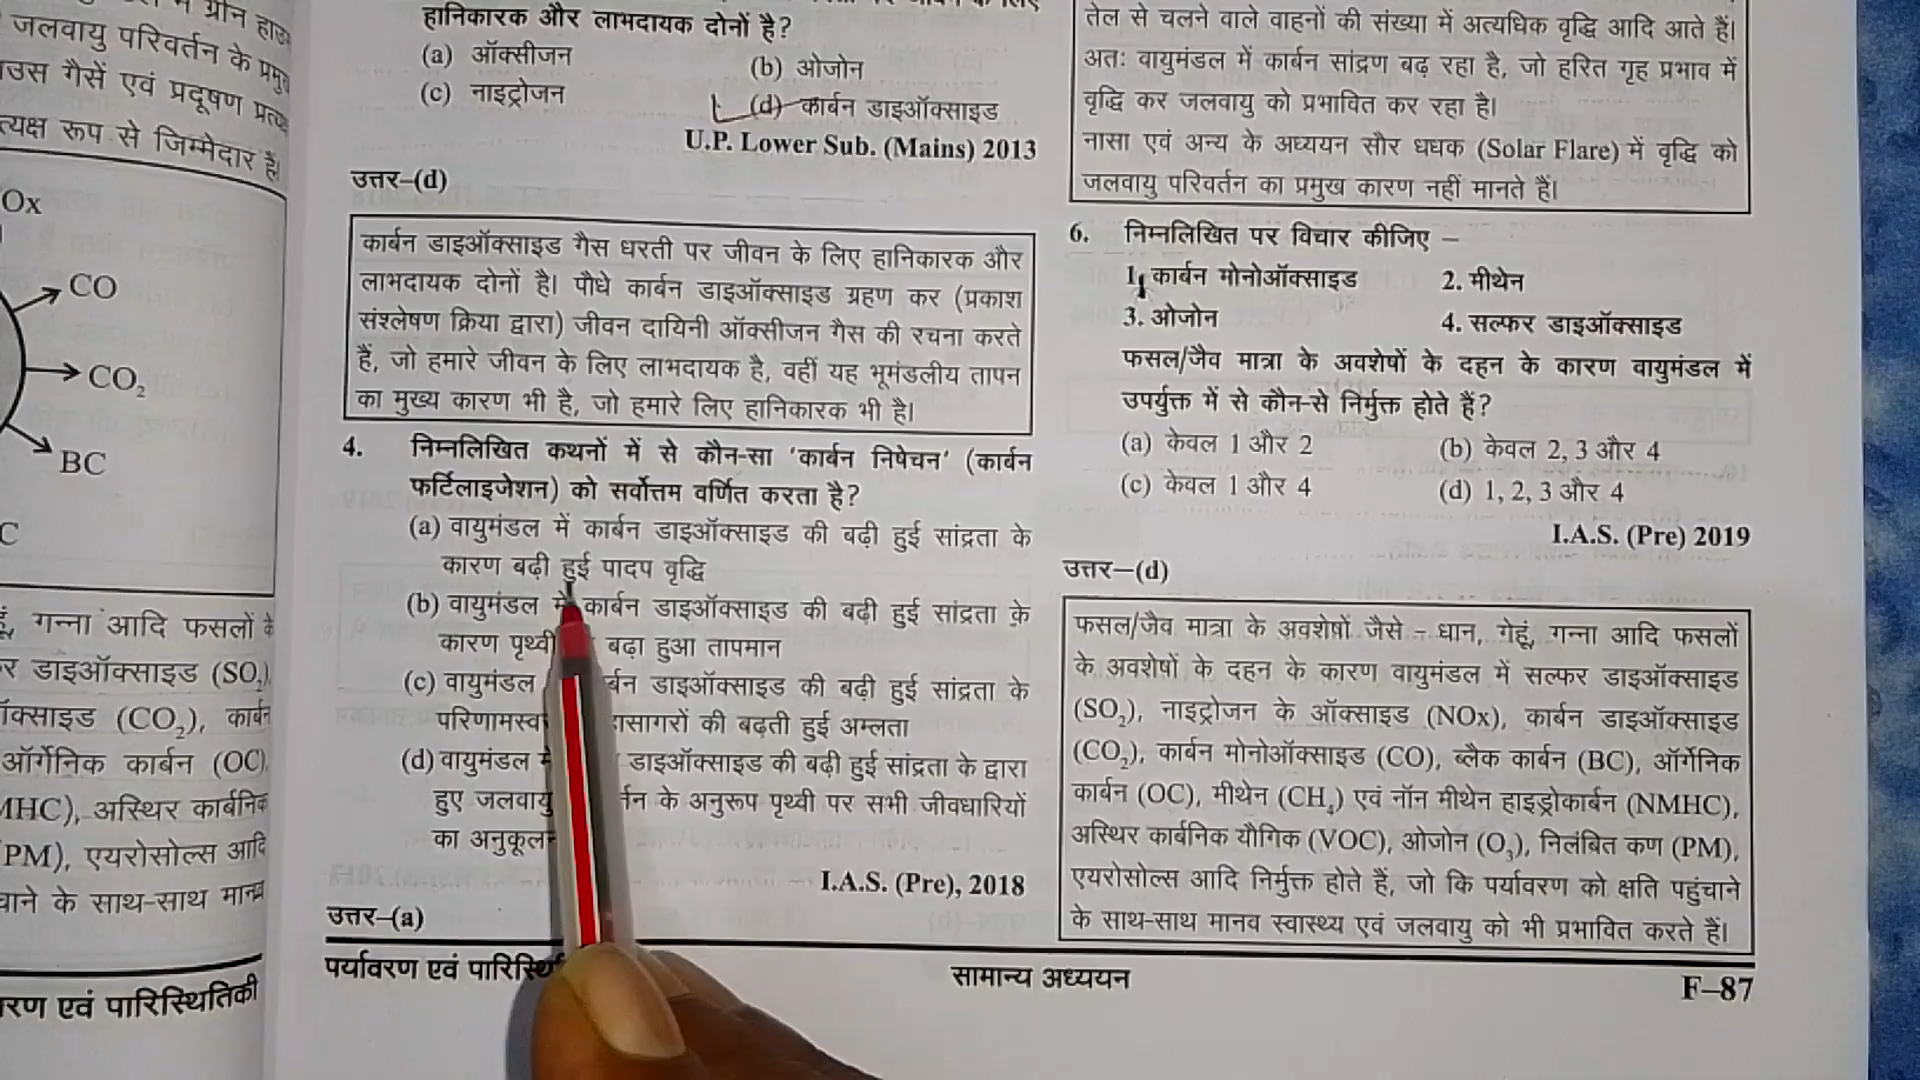 ग्रीन
जलवायु परिवर्तन के प्रमुख
उस गैसें एवं प्रदूषण
रूप से जिम्मेदार है।
Ox
CO
CO₂
BC
C
गन्ना आदि फसलों के
डाइऑक्साइड (SO₂)
(CO₂), कार्बन
ऑर्गेनिक कार्बन (OC),
MHC), अस्थिर कार्बनिक
PM), एयरोसोल्स आदि
के साथ-साथ मानव
एवं पारिस्थितिकी
हानिकारक और लाभदायक दोनों है?
(a) ऑक्सीजन (b) ओजोन
(c) नाइट्रोजन (d) कार्बन डाइऑक्साइड
U.P. Lower Sub. (Mains) 2013
उत्तर–(d)
कार्बन डाइऑक्साइड गैस धरती पर जीवन के लिए हानिकारक और
लाभदायक दोनों है। पौधे कार्बन डाइऑक्साइड ग्रहण कर (प्रकाश
संश्लेषण क्रिया द्वारा) जीवन दायिनी ऑक्सीजन गैस की रचना करते
हैं, जो हमारे जीवन के लिए लाभदायक है, वहीं यह भूमंडलीय तापन
का मुख्य कारण भी है, जो हमारे लिए हानिकारक भी है।
4. निम्नलिखित कथनों में से कौन-सा 'कार्बन निषेचन' (कार्बन
फर्टिलाइजेशन) को सर्वोत्तम वर्णित करता है?
(a) वायुमंडल में कार्बन डाइऑक्साइड की बढ़ी हुई सांद्रता के
कारण बढ़ी हुई पादप वृद्धि
(b) वायुमंडल में कार्बन डाइऑक्साइड की बढ़ी हुई सांद्रता के
कारण पृथ्वी बढ़ा हुआ तापमान
(c) वायुमंडल डाइऑक्साइड की बढ़ी हुई सांद्रता के
की बढ़ती हुई अम्लता
(d) वायुमंडल डाइऑक्साइड की बढ़ी हुई सांद्रता के द्वारा
हुए के अनुरूप पृथ्वी पर सभी जीवधारियों
का
I.A.S. (Pre), 2018
उत्तर–(a)
पर्यावरण एवं
सामान्य अध्ययन
तेल से चलने वाले वाहनों की संख्या में अत्यधिक वृद्धि आदि आते हैं।
अतः वायुमंडल में कार्बन सांद्रण बढ़ रहा है, जो हरित गृह प्रभाव में
वृद्धि कर जलवायु को प्रभावित कर रहा है।
नासा एवं अन्य के अध्ययन सौर धधक (Solar Flare) में वृद्धि को
जलवायु परिवर्तन का प्रमुख कारण नहीं मानते हैं।
6. निम्नलिखित पर विचार कीजिए –
1. कार्बन मोनोऑक्साइड 2. मीथेन
3. ओजोन 4. सल्फर डाइऑक्साइड
फसल/जैव मात्रा के अवशेषों के दहन के कारण वायुमंडल में
उपर्युक्त में से कौन-से निर्मुक्त होते हैं?
(a) केवल 1 और 2 (b) केवल 2, 3 और 4
(c) केवल 1 और 4 (d) 1, 2, 3 और 4
I.A.S. (Pre) 2019
उत्तर–(d)
फसल/जैव मात्रा के अवशेषों जैसे – धान, गेहूं, गन्ना आदि फसलों
के अवशेषों के दहन के कारण वायुमंडल में सल्फर डाइऑक्साइड
(SO₂), नाइट्रोजन के ऑक्साइड (NOx), कार्बन डाइऑक्साइड
(CO₂), कार्बन मोनोऑक्साइड (CO), ब्लैक कार्बन (BC), ऑर्गेनिक
कार्बन (OC), मीथेन (CH₄) एवं नॉन मीथेन हाइड्रोकार्बन (NMHC),
अस्थिर कार्बनिक यौगिक (VOC), ओजोन (O₃), निलंबित कण (PM),
एयरोसोल्स आदि निर्मुक्त होते हैं, जो कि पर्यावरण को क्षति पहुंचाने
के साथ-साथ मानव स्वास्थ्य एवं जलवायु को भी प्रभावित करते हैं।
F–87